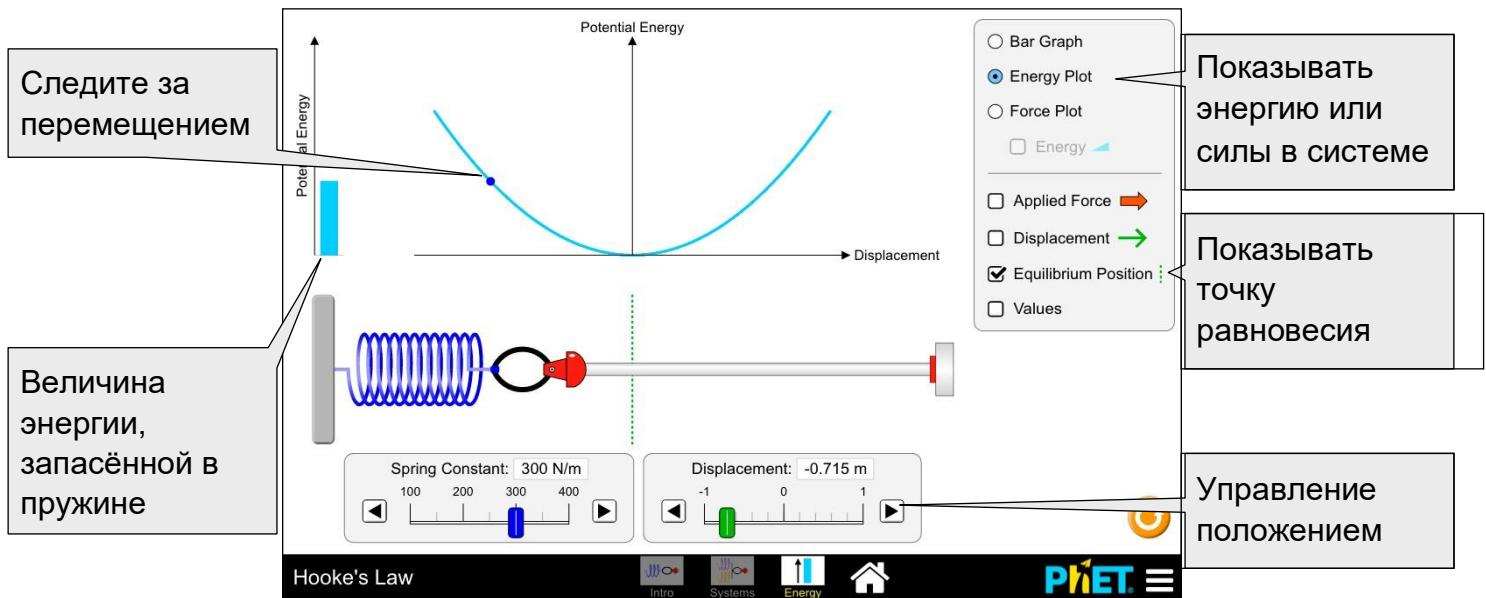 Следите за
перемещением
Величина
энергии,
запасённой в
пружине
Potential Energy
Potential Energy
Displacement
Bar Graph
Energy Plot
Force Plot
Energy
Applied Force
Displacement
Equilibrium Position
Values
Spring Constant: 300 N/m
100 200 300 400
Displacement: -0.715 m
-1 0 1
Hooke's Law
Intro
Systems
Energy
PhET
Показывать
энергию или
силы в системе
Показывать
точку
равновесия
Управление
положением